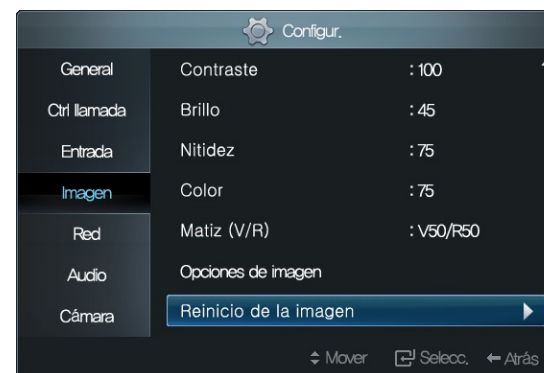 Configur.
General
Ctrl llamada
Entrada
Imagen
Red
Audio
Cámara
Contraste : 100
Brillo : 45
Nitidez : 75
Color : 75
Matiz (V/R) : V50/R50
Opciones de imagen
Reinicio de la imagen
Mover Selecc. Atrás